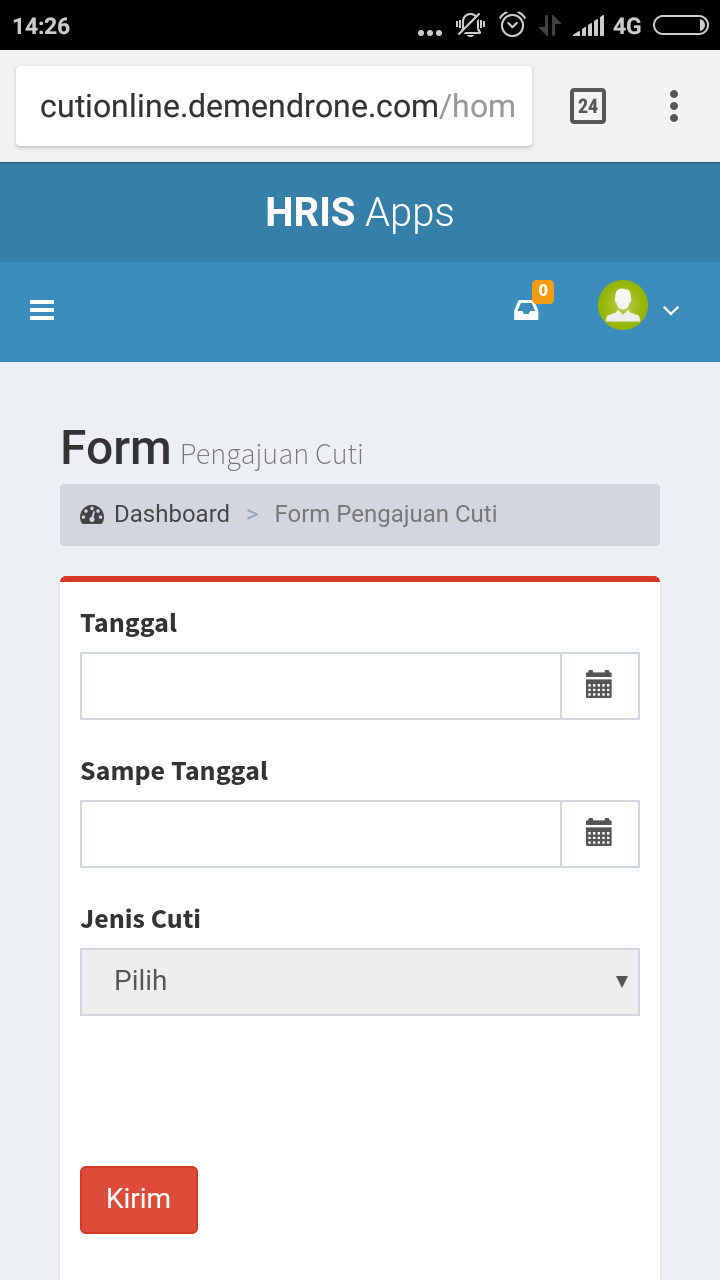 14:26
4G
cutionline.demendrone.com/hom
24
HRIS Apps
0
Form Pengajuan Cuti
Dashboard > Form Pengajuan Cuti
Tanggal
Sampe Tanggal
Jenis Cuti
Pilih
Kirim